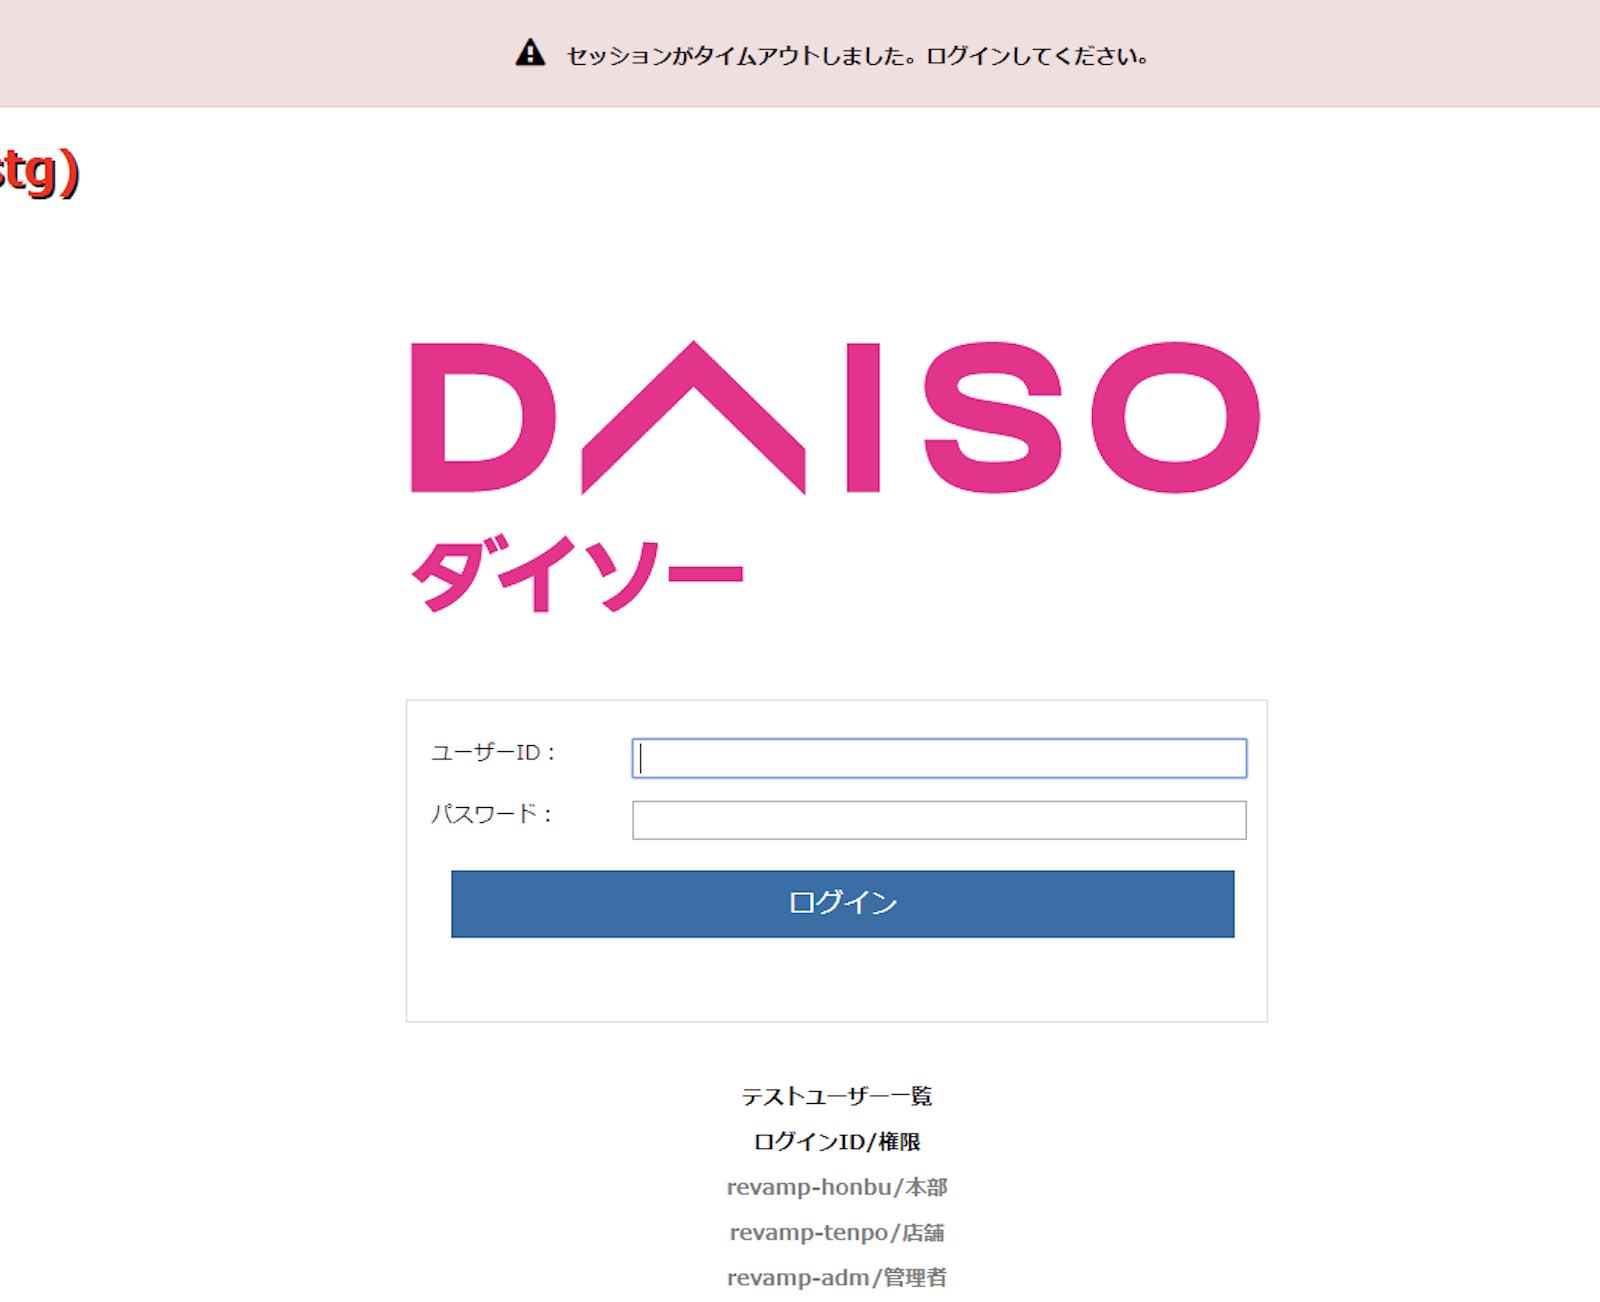 セッションがタイムアウトしました。ログインしてください。
stg)
DAISO
ダイソー
ユーザーID：
パスワード：
ログイン
テストユーザー一覧
ログインID/権限
revamp-honbu/本部
revamp-tenpo/店舗
revamp-adm/管理者